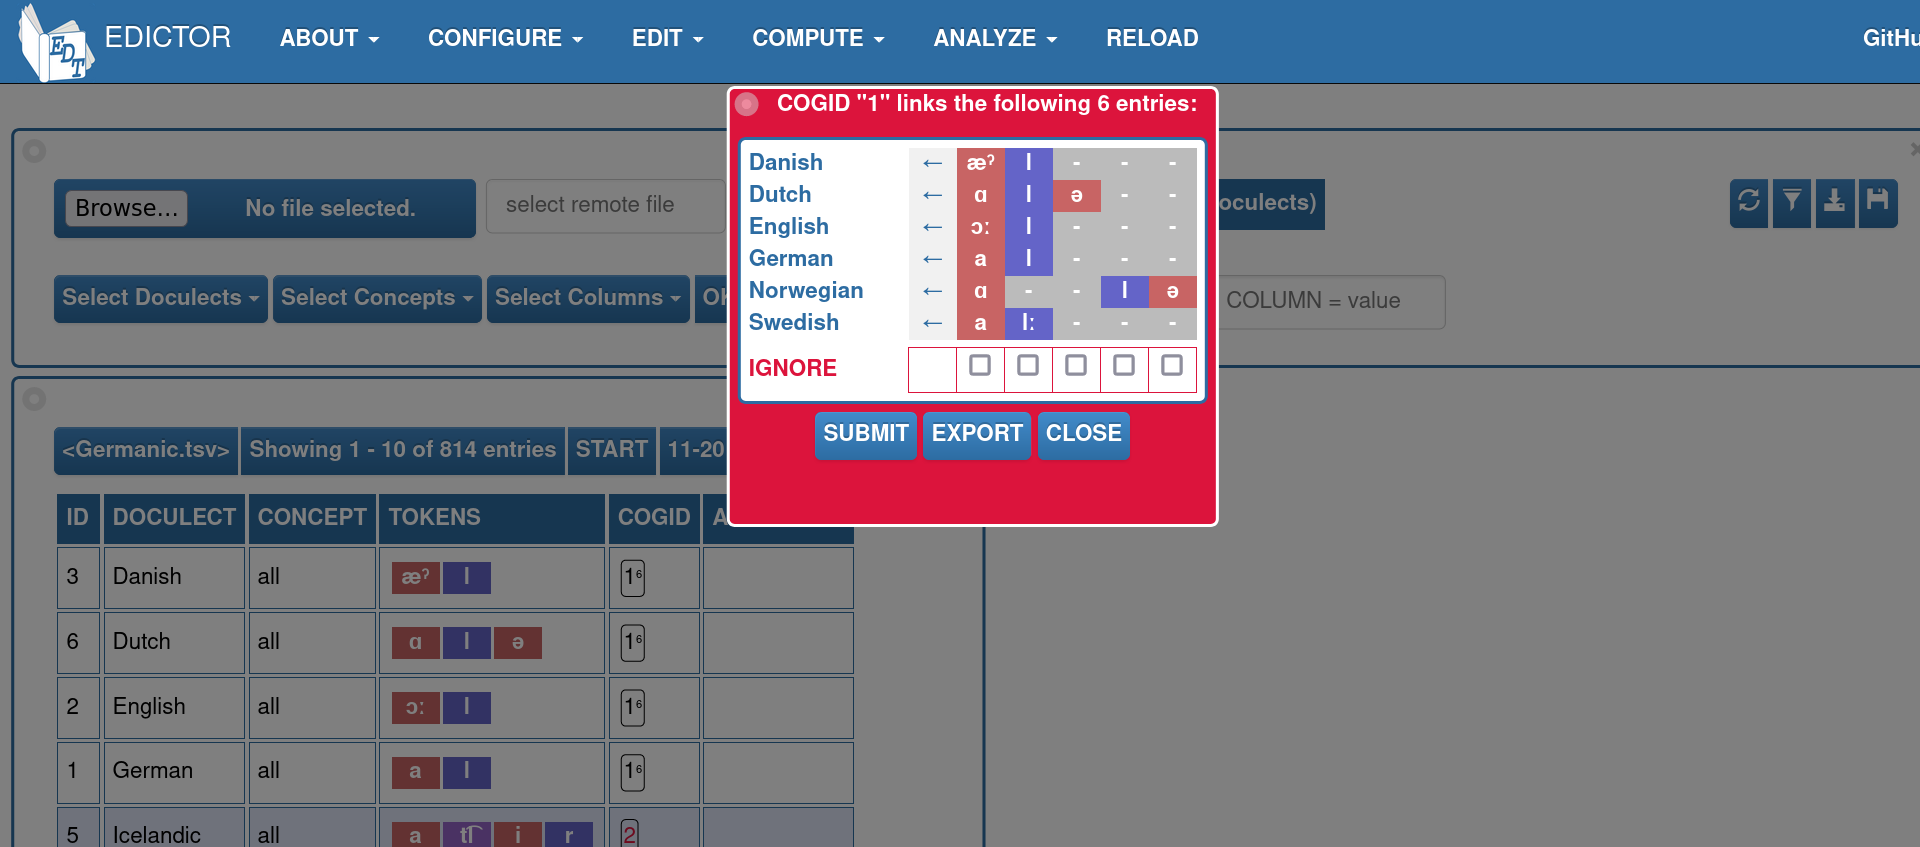 EDT EDICTOR ABOUT CONFIGURE EDIT COMPUTE ANALYZE RELOAD GitHu
COGID "1" links the following 6 entries:
Danish ← æˀ l - - -
Dutch ← ɑ l ə - -
English ← ɔː l - - -
German ← a l - - -
Norwegian ← ɑ - - l ə
Swedish ← a lː - - -
IGNORE
SUBMIT EXPORT CLOSE
Browse... No file selected. select remote file oculects)
Select Doculects Select Concepts Select Columns COLUMN = value
<Germanic.tsv> Showing 1 - 10 of 814 entries START 11-20
ID DOCULECT CONCEPT TOKENS COGID A
3 Danish all æˀ l 1⁶
6 Dutch all ɑ l ə 1⁶
2 English all ɔː l 1⁶
1 German all a l 1⁶
5 Icelandic all a t͡l i r 2